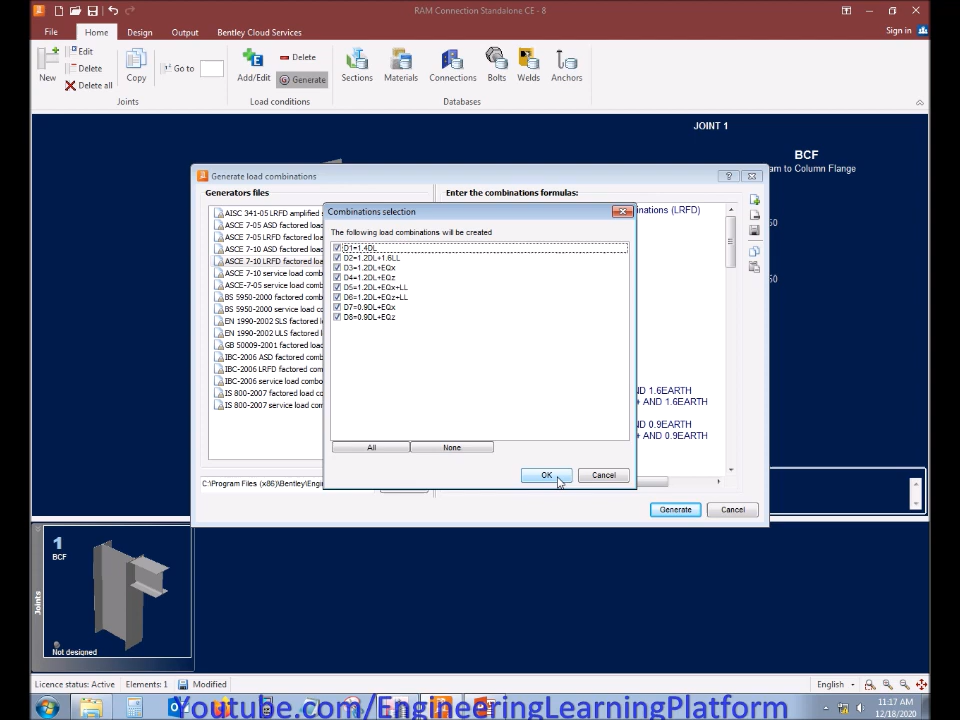 RAM Connection Standalone CE - 8
File Home Design Output Bentley Cloud Services Sign in
New Edit Delete Delete all Copy Go to
Add/Edit Delete Generate
Sections Materials Connections Bolts Welds Anchors
Joints Load conditions Databases
JOINT 1
BCF
am to Column Flange
Generate load combinations
Generators files
Enter the combinations formulas:
AISC 341-05 LRFD amplified
ASCE 7-05 ASD factored loa
ASCE 7-05 LRFD factored lo
ASCE 7-10 ASD factored loa
ASCE 7-10 LRFD factored loa
ASCE 7-10 service load comb
ASCE-7-05 service load com
BS 5950-2000 factored comb
BS 5950-2000 service load c
EN 1990-2002 SLS factored l
EN 1990-2002 ULS factored l
GB 50009-2001 factored load
IBC-2006 ASD factored comb
IBC-2006 LRFD factored load
IBC-2006 service load combo
IS 800-2007 factored load co
IS 800-2007 service load com
C:\Program Files (x86)\Bentley\Engi
inations (LRFD)
ND 1.6EARTH
+ AND 1.6EARTH
ND 0.9EARTH
+ AND 0.9EARTH
50
50
Combinations selection
The following load combinations will be created
D1=1.4DL
D2=1.2DL+1.6LL
D3=1.2DL+EQx
D4=1.2DL+EQz
D5=1.2DL+EQx+LL
D6=1.2DL+EQz+LL
D7=0.9DL+EQx
D8=0.9DL+EQz
All None
OK Cancel
Generate Cancel
Joints
1
BCF
Not designed
Licence status: Active Elements: 1 Modified English
Youtube.com/EngineeringLearningPlatform
11:17 AM
12/18/2020